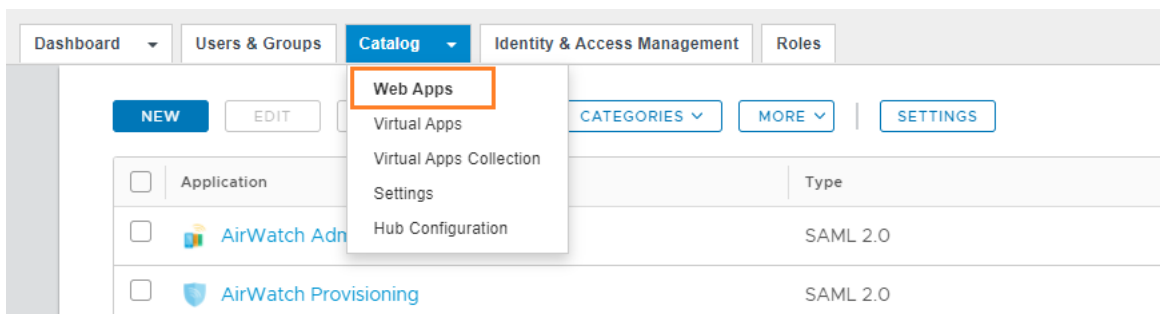 Dashboard Users & Groups Catalog Identity & Access Management Roles
Web Apps
NEW EDIT CATEGORIES MORE SETTINGS
Virtual Apps
Virtual Apps Collection
Application Type
Settings
Hub Configuration
AirWatch Adm SAML 2.0
AirWatch Provisioning SAML 2.0